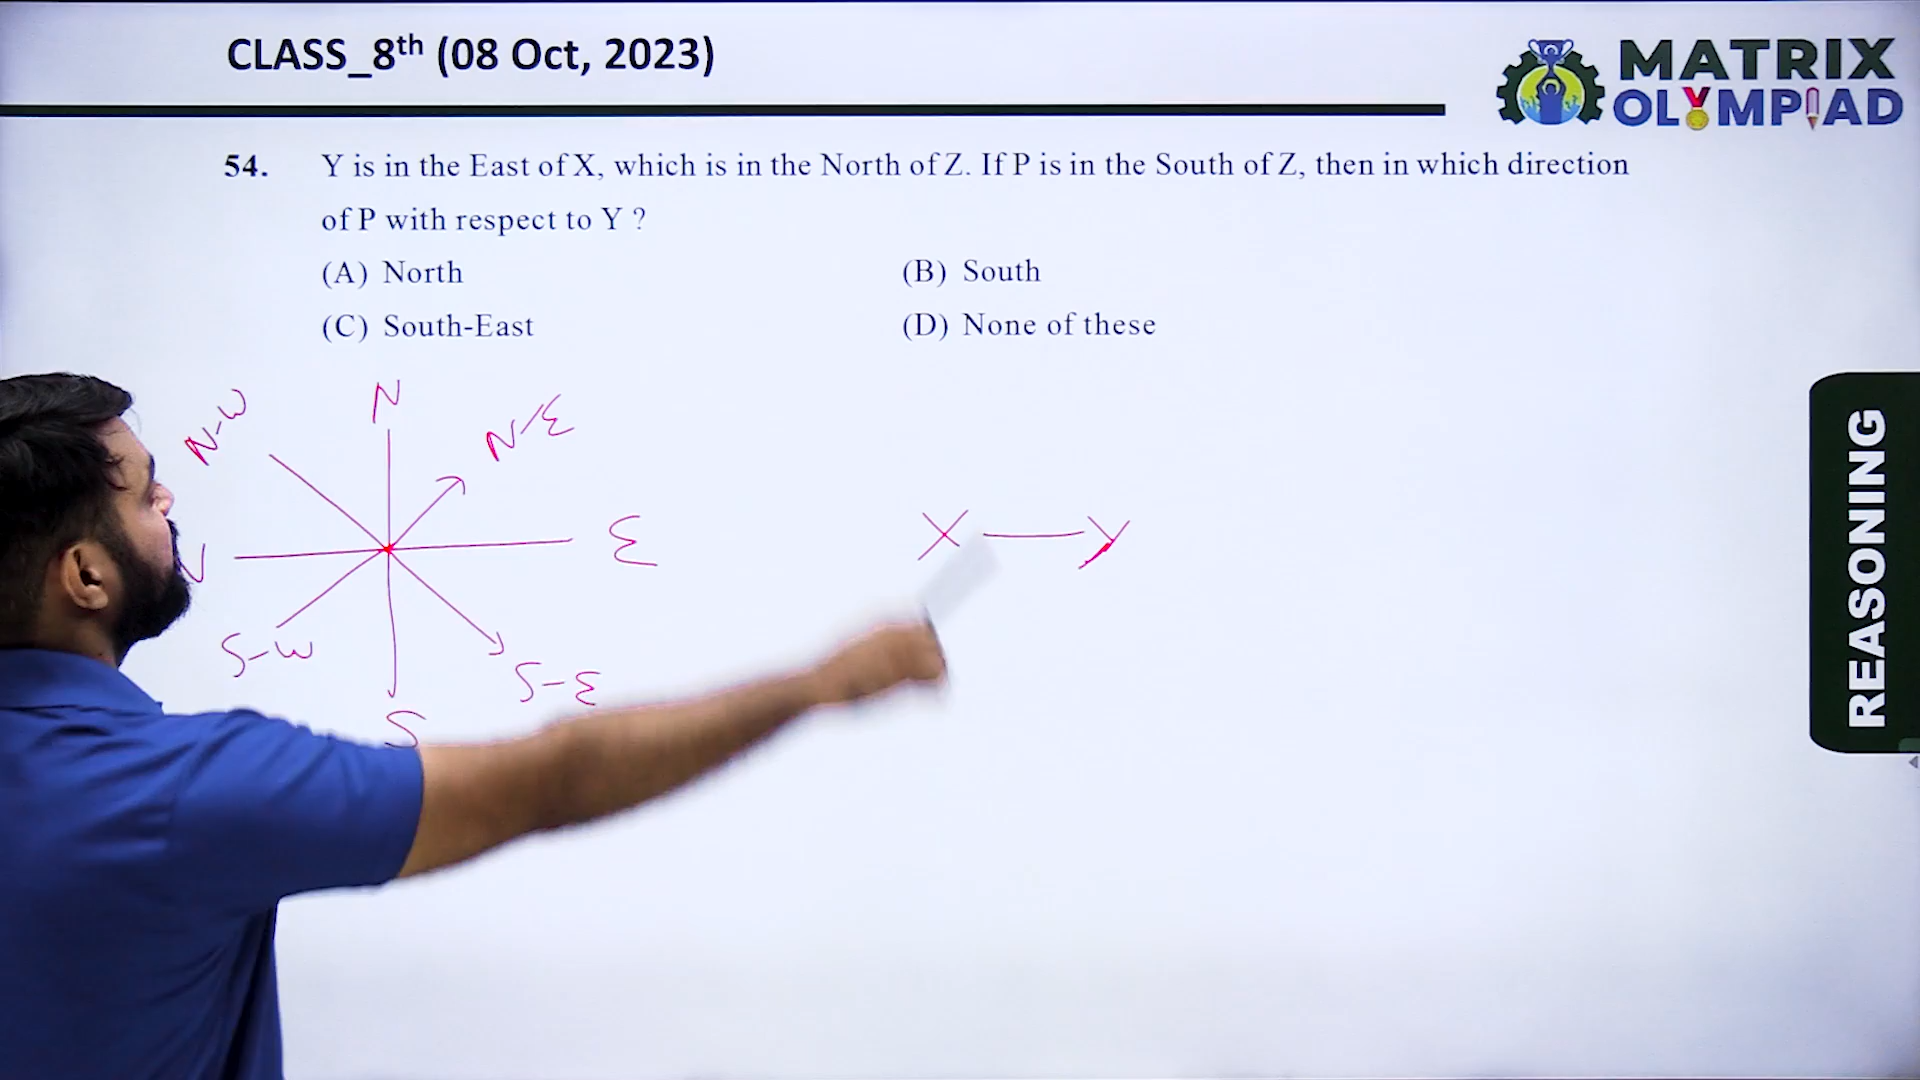 CLASS_8th (08 Oct, 2023)
MATRIX
OLYMPIAD
54. Y is in the East of X, which is in the North of Z. If P is in the South of Z, then in which direction
of P with respect to Y ?
(A) North (B) South
(C) South-East (D) None of these
N
N-W
N-E
E
X Y
S-W
S-E
S
REASONING